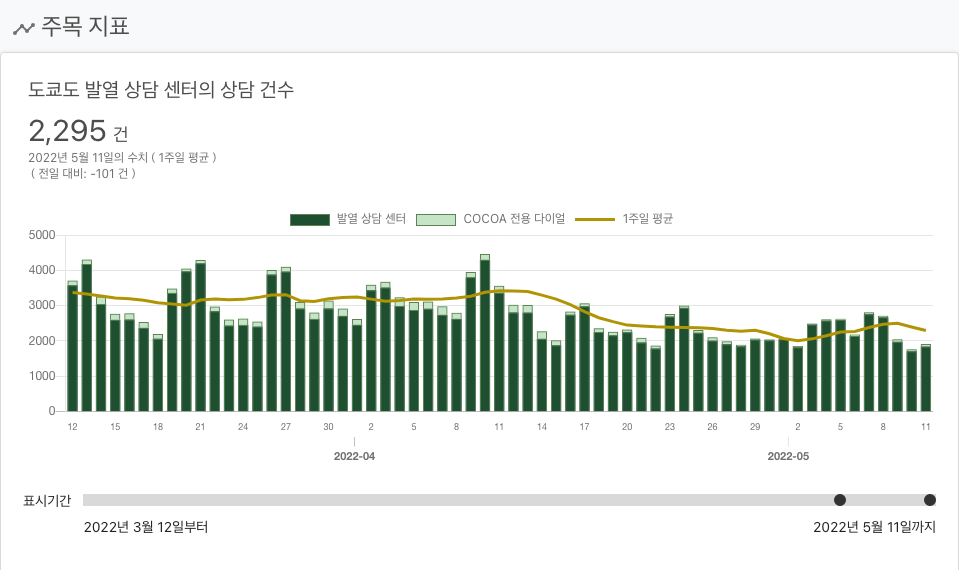 주목 지표
도쿄도 발열 상담 센터의 상담 건수
2,295 건
2022년 5월 11일의 수치 ( 1주일 평균 )
( 전일 대비: -101 건 )
발열 상담 센터 COCOA 전용 다이얼 1주일 평균
5000
4000
3000
2000
1000
0
12 15 18 21 24 27 30 2 5 8 11 14 17 20 23 26 29 2 5 8 11
2022-04 2022-05
표시기간
2022년 3월 12일부터 2022년 5월 11일까지